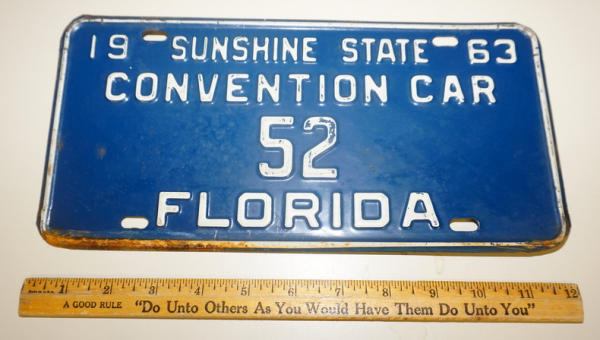 19 SUNSHINE STATE 63
CONVENTION CAR
52
FLORIDA
1 2 3 4 5 6 7 8 9 10 11 12
A GOOD RULE "Do Unto Others As You Would Have Them Do Unto You"